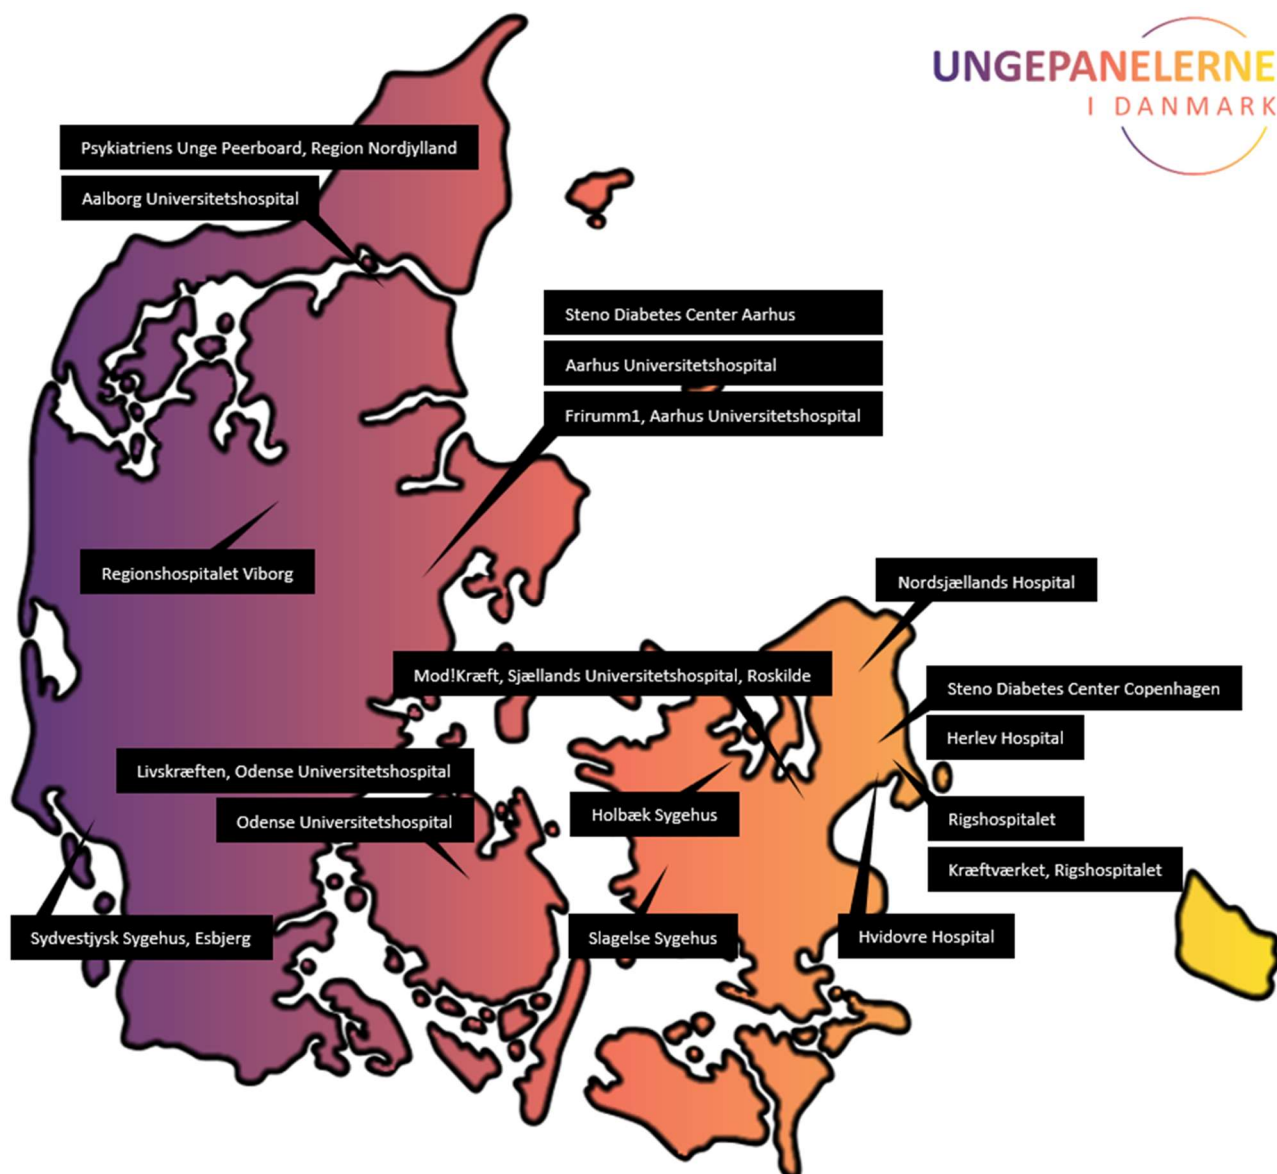 UNGEPANELERNE
I DANMARK
Psykiatriens Unge Peerboard, Region Nordjylland
Aalborg Universitetshospital
Steno Diabetes Center Aarhus
Aarhus Universitetshospital
Frirumm1, Aarhus Universitetshospital
Regionshospitalet Viborg
Nordsjællands Hospital
Mod!Kræft, Sjællands Universitetshospital, Roskilde
Steno Diabetes Center Copenhagen
Herlev Hospital
Livskræften, Odense Universitetshospital
Odense Universitetshospital
Holbæk Sygehus
Rigshospitalet
Kræftværket, Rigshospitalet
Sydvestjysk Sygehus, Esbjerg
Slagelse Sygehus
Hvidovre Hospital